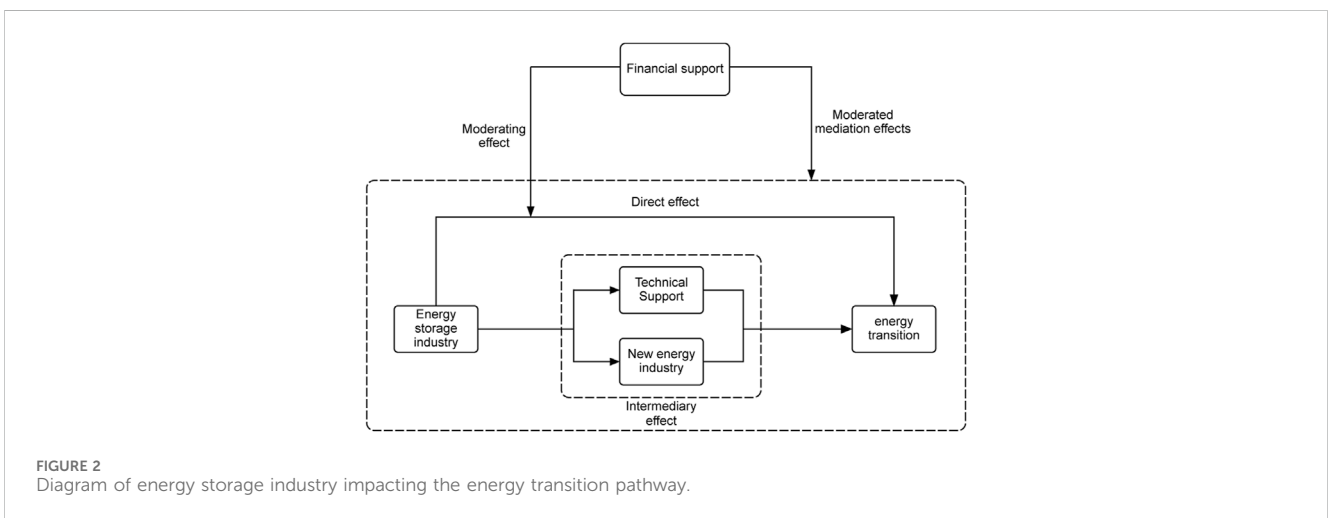 Financial support
Moderating
effect
Moderated
mediation effects
Direct effect
Technical
Support
Energy
storage
industry
energy
transition
New energy
industry
Intermediary
effect
FIGURE 2
Diagram of energy storage industry impacting the energy transition pathway.